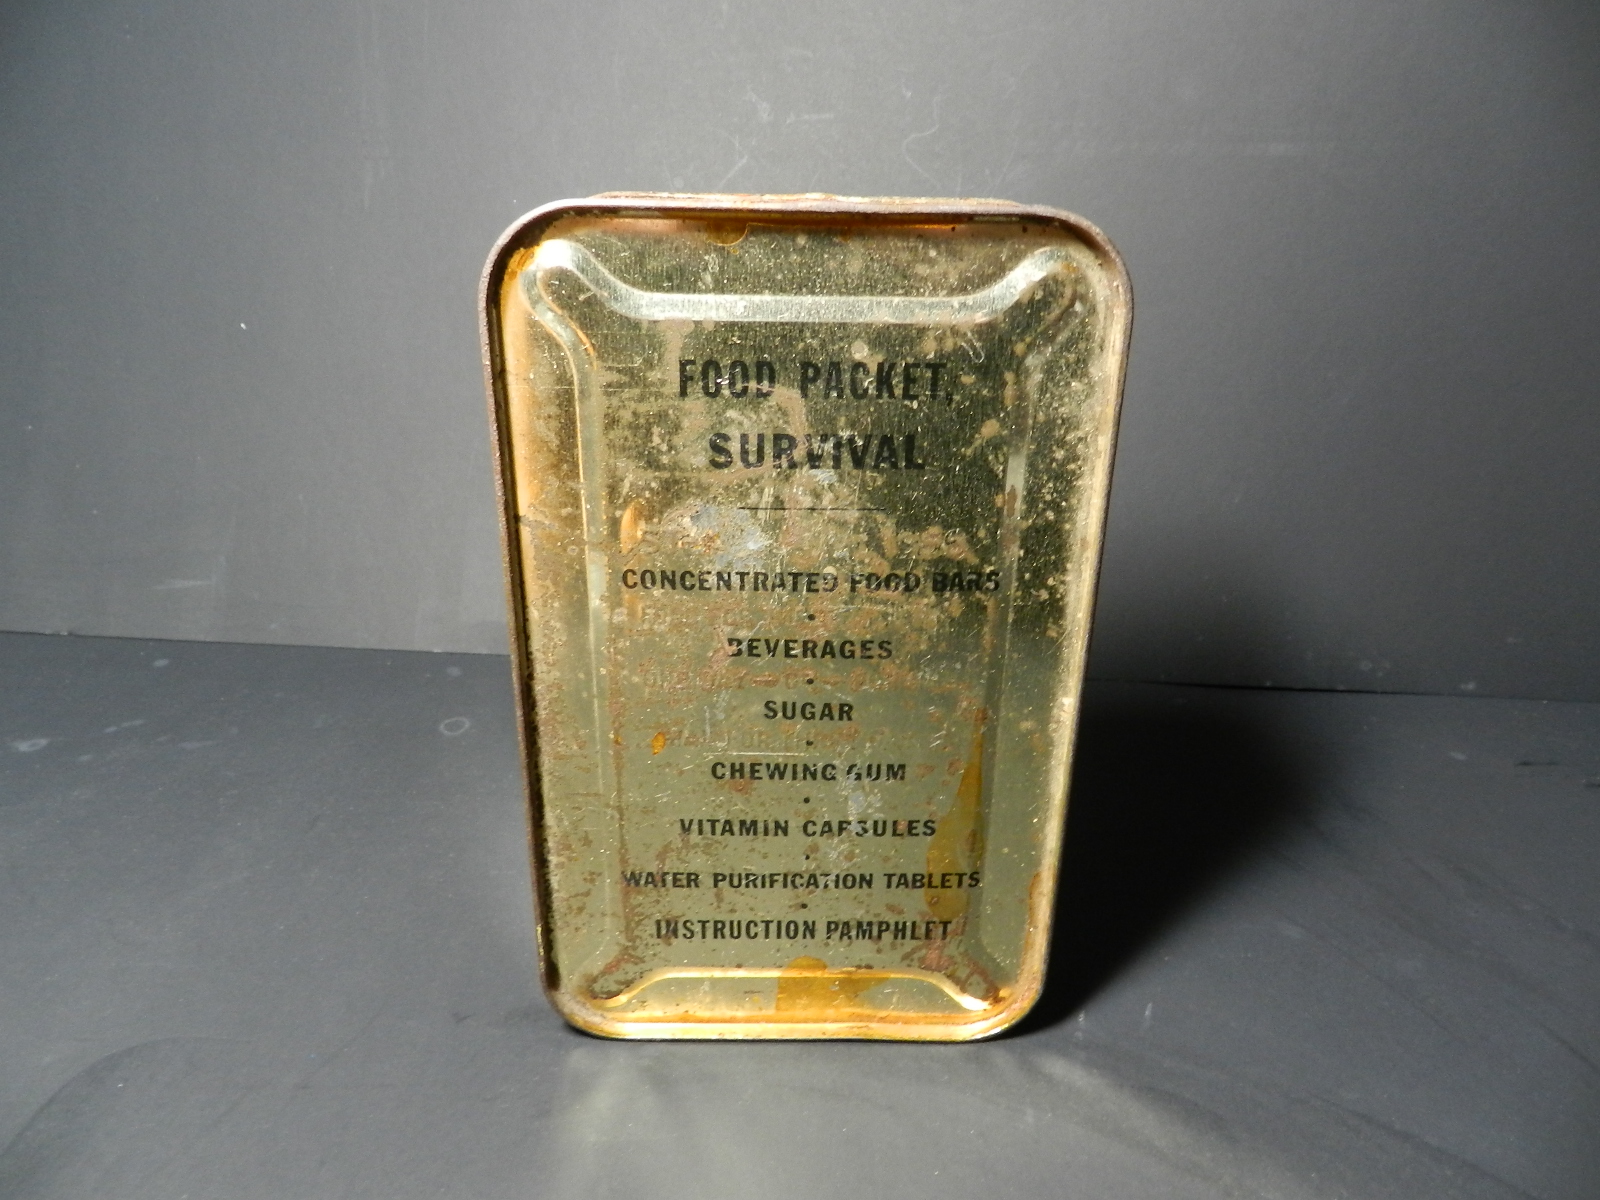 FOOD PACKET,
SURVIVAL
CONCENTRATED FOOD BARS
BEVERAGES
SUGAR
CHEWING GUM
VITAMIN CAPSULES
WATER PURIFICATION TABLETS
INSTRUCTION PAMPHLET